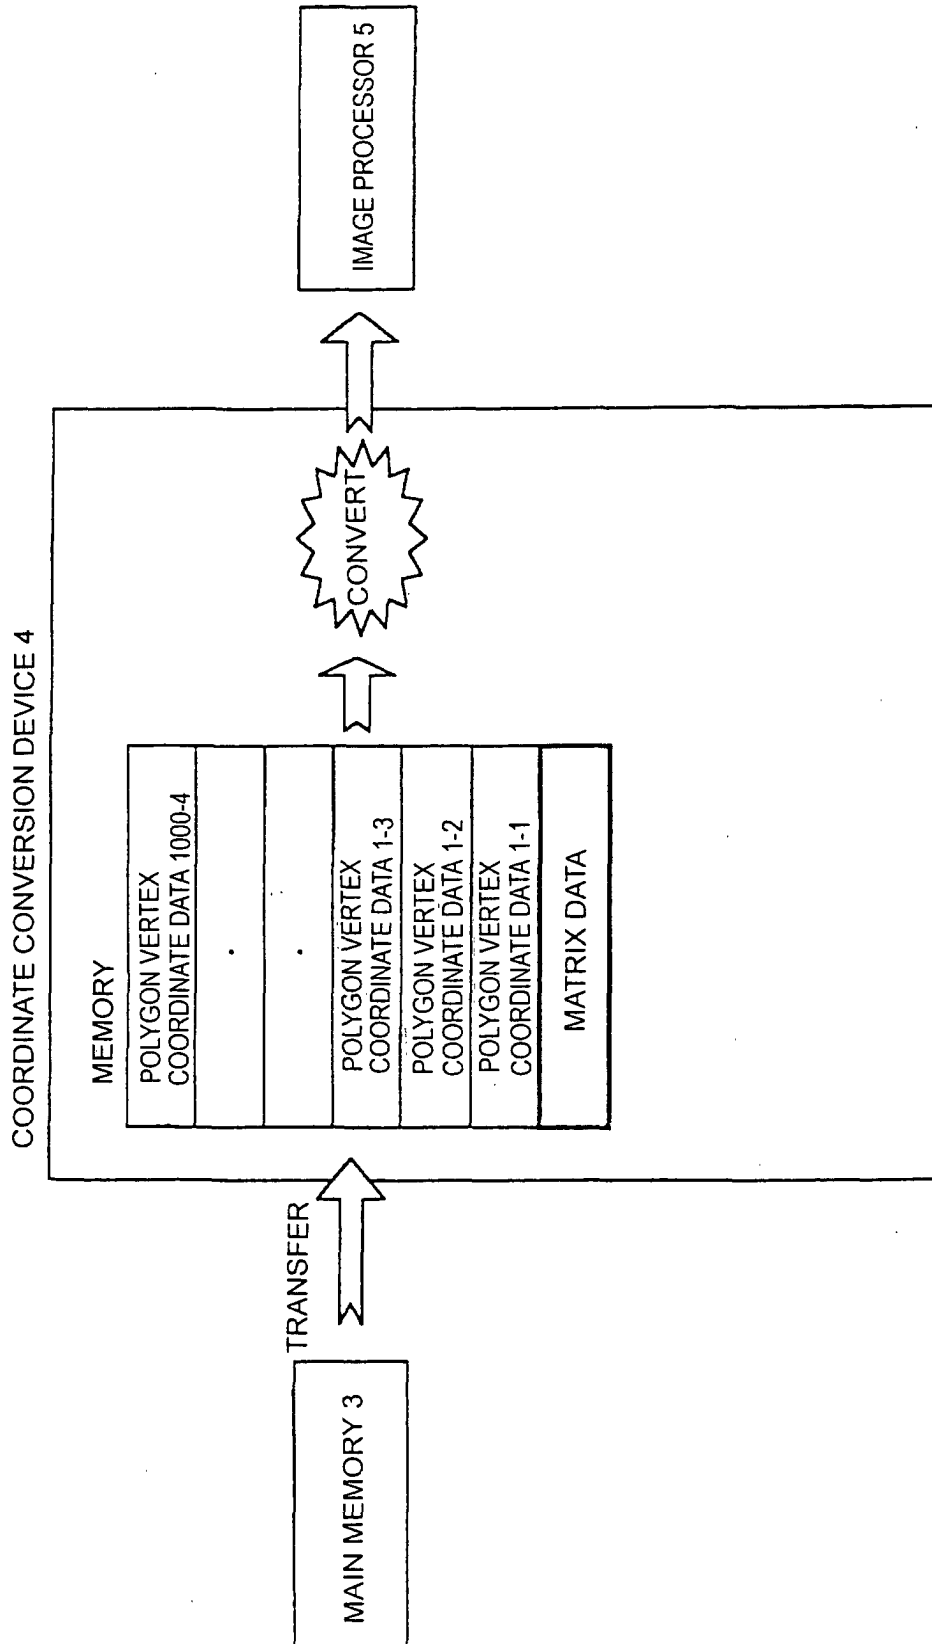 COORDINATE CONVERSION DEVICE 4
MEMORY
POLYGON VERTEX
COORDINATE DATA 1000-4
.
.
POLYGON VERTEX
COORDINATE DATA 1-3
POLYGON VERTEX
COORDINATE DATA 1-2
POLYGON VERTEX
COORDINATE DATA 1-1
MATRIX DATA
MAIN MEMORY 3
TRANSFER
CONVERT
IMAGE PROCESSOR 5